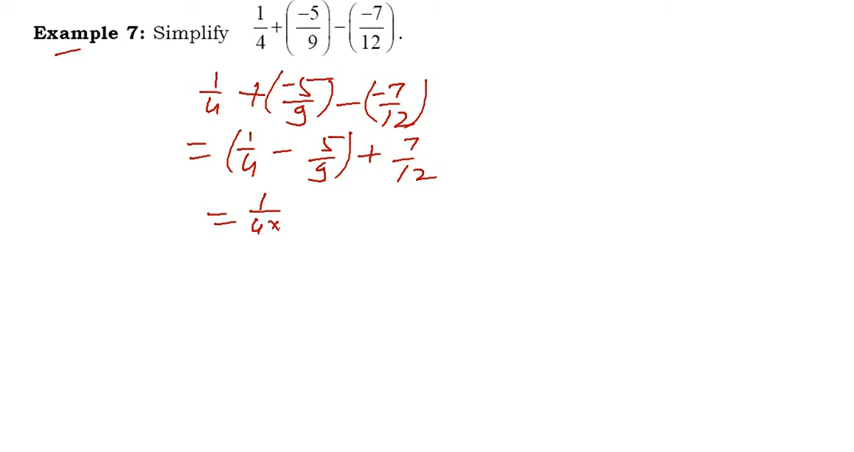 Example 7: Simplify 1/4 + (−5/9) − (−7/12).
1/4 + (−5/9) − (−7/12)
= (1/4 − 5/9) + 7/12
= 1/4×